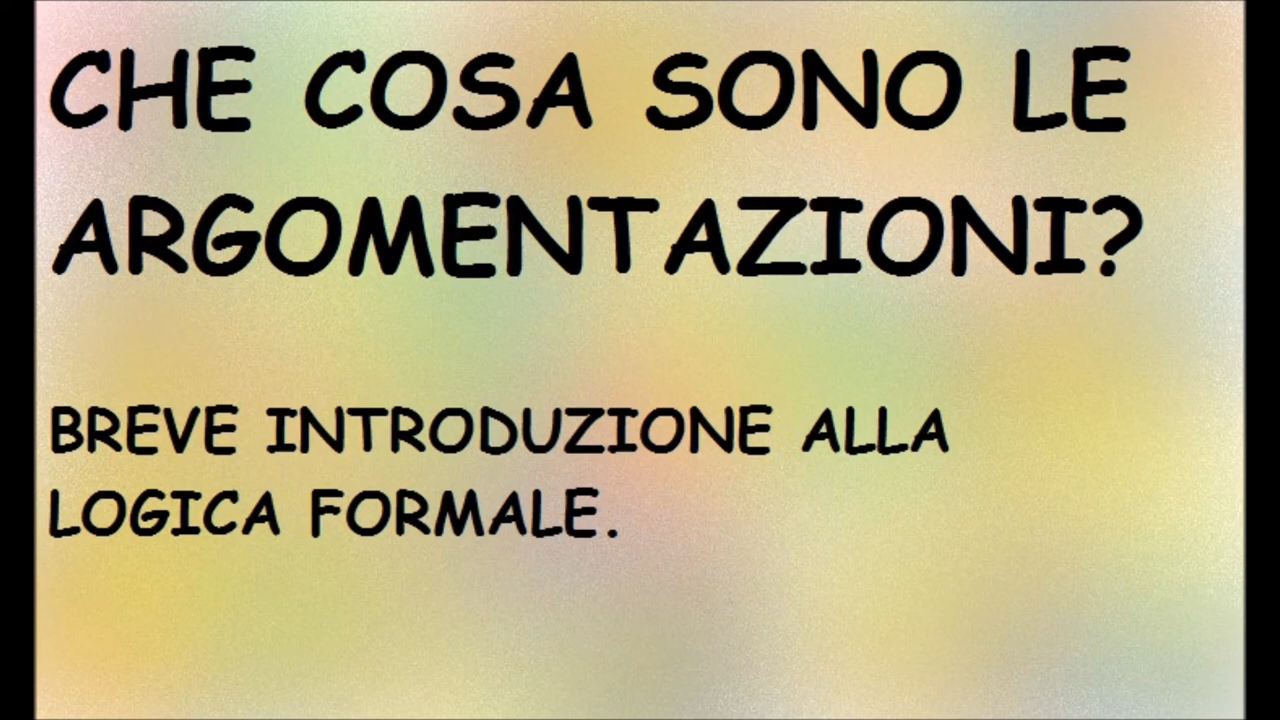 CHE COSA SONO LE
ARGOMENTAZIONI?
BREVE INTRODUZIONE ALLA
LOGICA FORMALE.